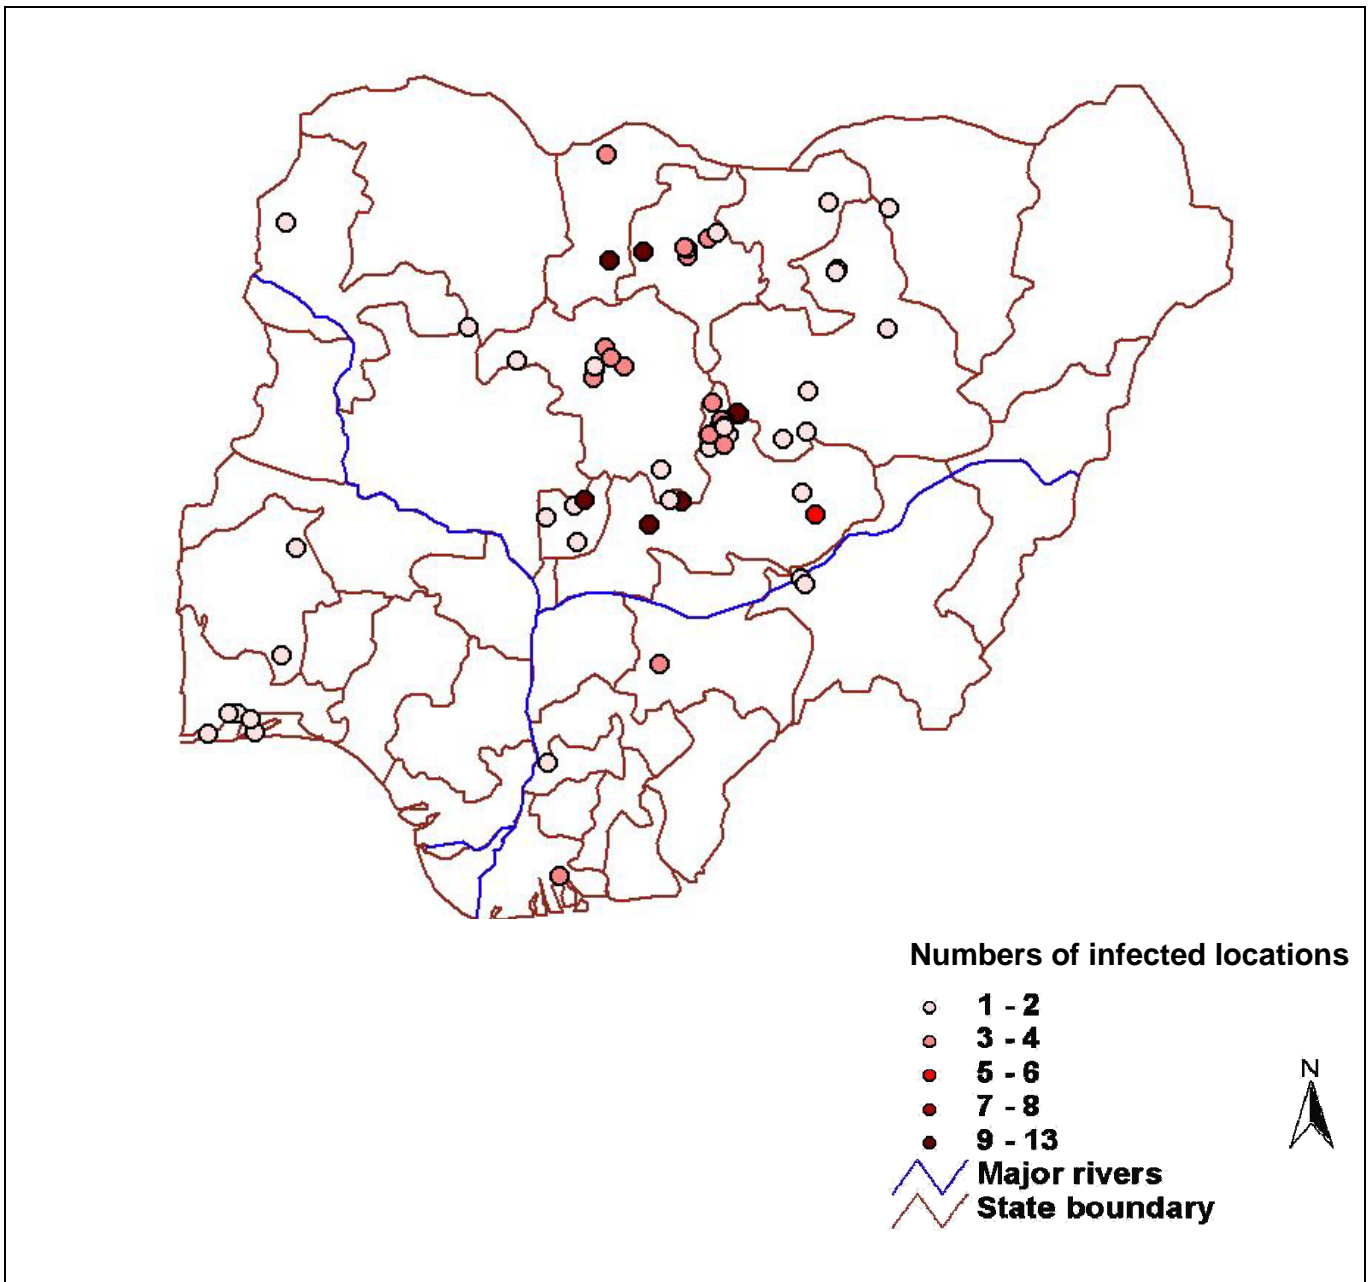 Numbers of infected locations
1 - 2
3 - 4
5 - 6
7 - 8
9 - 13
N
Major rivers
State boundary